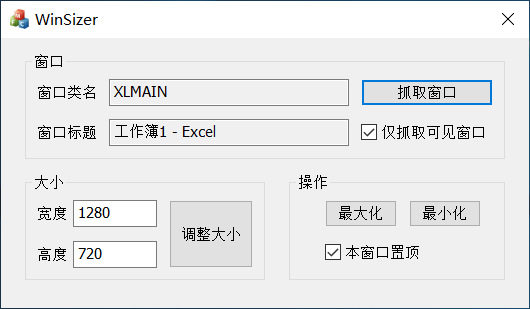 WinSizer
窗口
窗口类名 XLMAIN 抓取窗口
窗口标题 工作簿1 - Excel 仅抓取可见窗口
大小
宽度 1280
高度 720
调整大小
操作
最大化 最小化
本窗口置顶